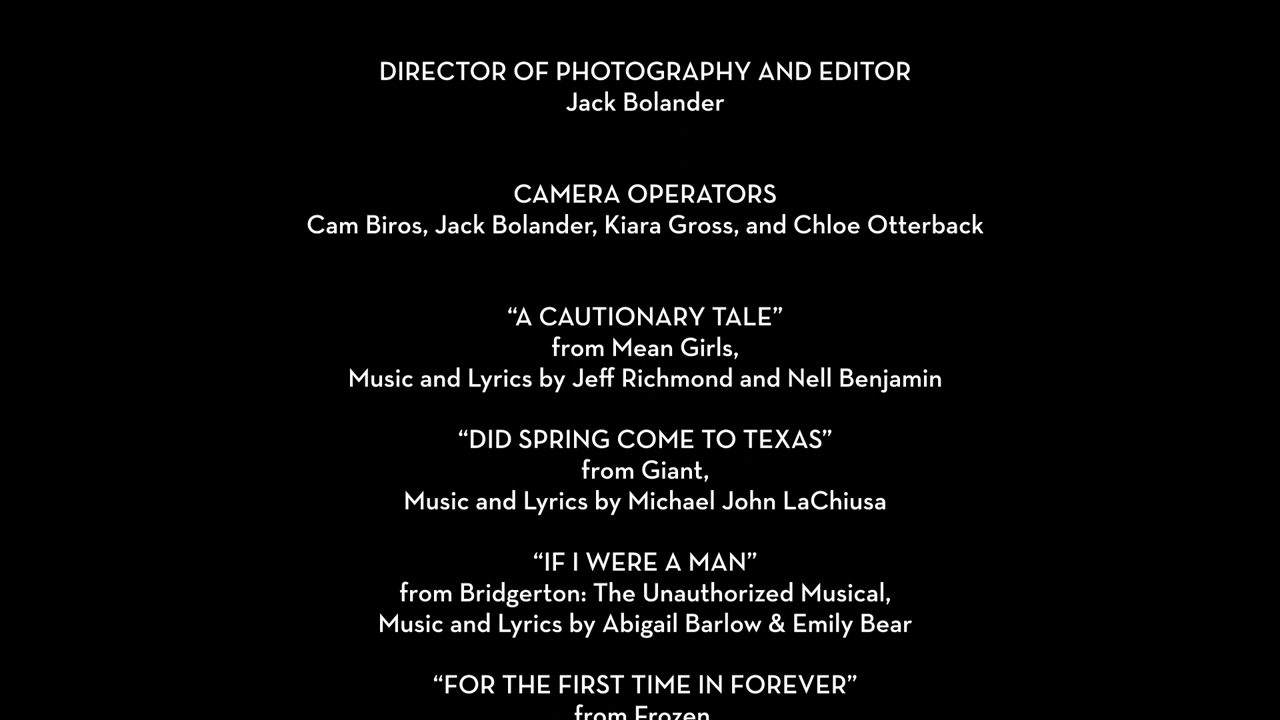 DIRECTOR OF PHOTOGRAPHY AND EDITOR
Jack Bolander
CAMERA OPERATORS
Cam Biros, Jack Bolander, Kiara Gross, and Chloe Otterback
“A CAUTIONARY TALE”
from Mean Girls,
Music and Lyrics by Jeff Richmond and Nell Benjamin
“DID SPRING COME TO TEXAS”
from Giant,
Music and Lyrics by Michael John LaChiusa
“IF I WERE A MAN”
from Bridgerton: The Unauthorized Musical,
Music and Lyrics by Abigail Barlow & Emily Bear
“FOR THE FIRST TIME IN FOREVER”
from Frozen